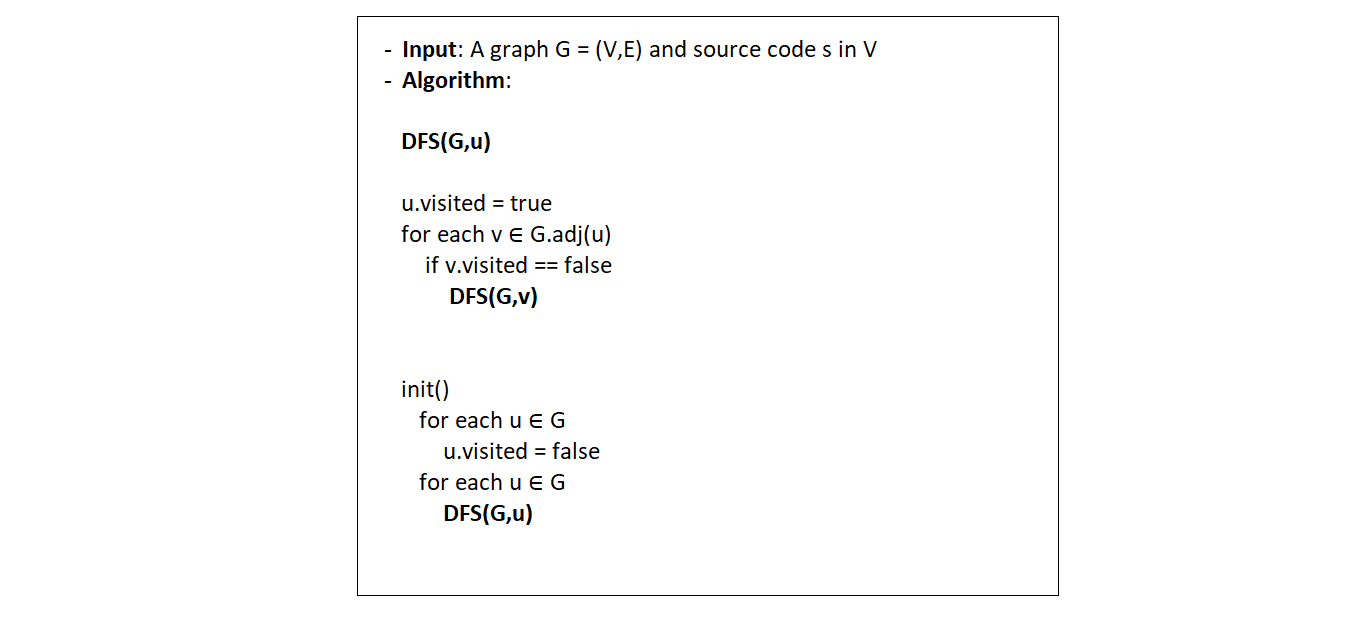 - Input: A graph G = (V,E) and source code s in V
- Algorithm:
DFS(G,u)
u.visited = true
for each v ∈ G.adj(u)
if v.visited == false
DFS(G,v)
init()
for each u ∈ G
u.visited = false
for each u ∈ G
DFS(G,u)